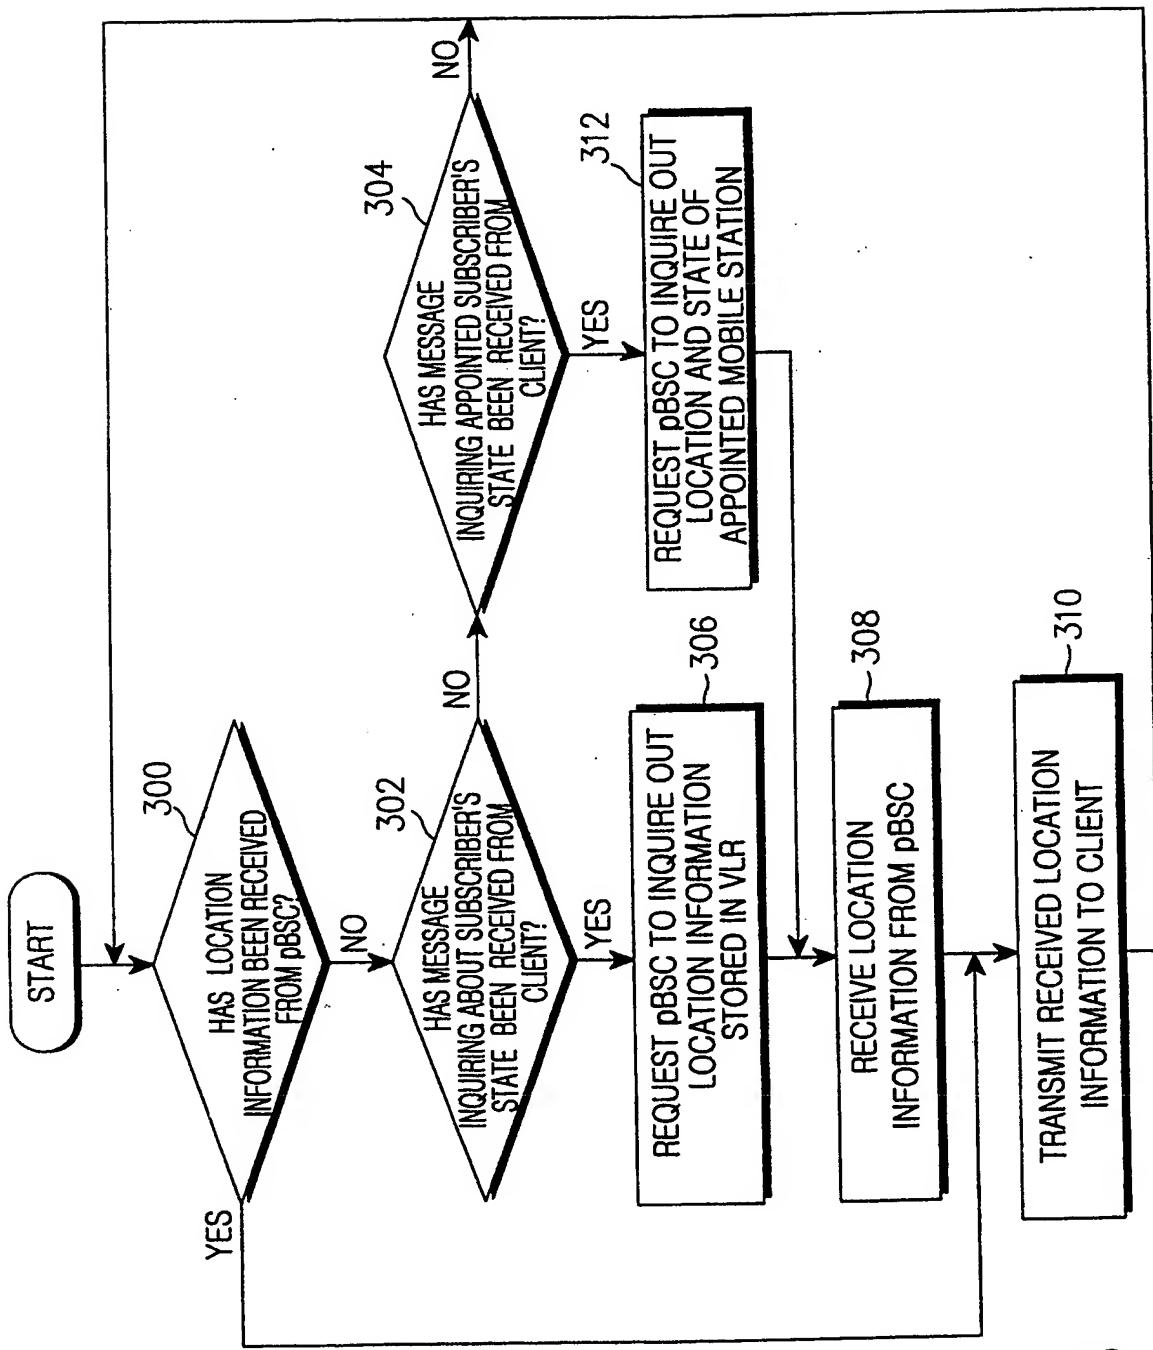 START
300
HAS LOCATION
INFORMATION BEEN RECEIVED
FROM pBSC?
YES
NO
302
HAS MESSAGE
INQUIRING ABOUT SUBSCRIBER'S
STATE BEEN RECEIVED FROM
CLIENT?
NO
YES
304
HAS MESSAGE
INQUIRING APPOINTED SUBSCRIBER'S
STATE BEEN RECEIVED FROM
CLIENT?
NO
YES
306
REQUEST pBSC TO INQUIRE OUT
LOCATION INFORMATION
STORED IN VLR
312
REQUEST pBSC TO INQUIRE OUT
LOCATION AND STATE OF
APPOINTED MOBILE STATION
308
RECEIVE LOCATION
INFORMATION FROM pBSC
310
TRANSMIT RECEIVED LOCATION
INFORMATION TO CLIENT